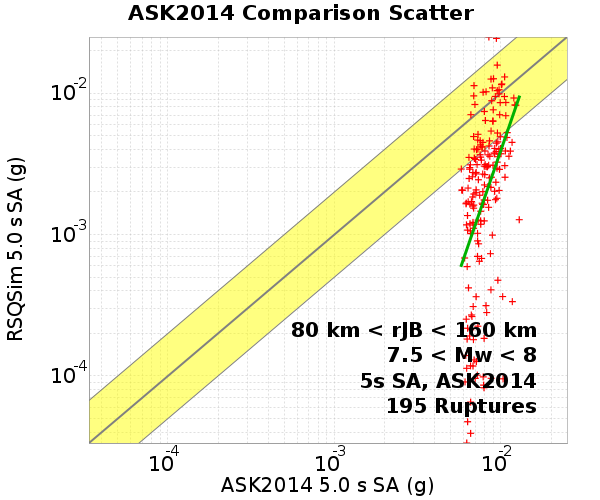 ASK2014 Comparison Scatter
RSQSim 5.0 s SA (g)
10-2
10-3
10-4
80 km < rJB < 160 km
7.5 < Mw < 8
5s SA, ASK2014
195 Ruptures
10-4
10-3
10-2
ASK2014 5.0 s SA (g)